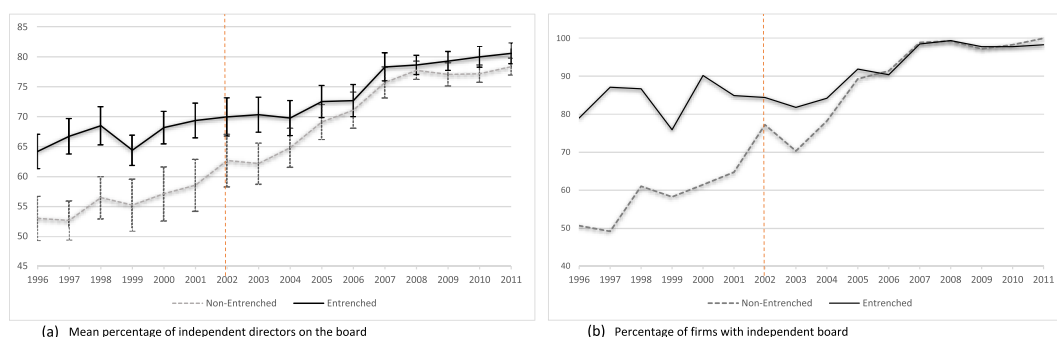 85
80
75
70
65
60
55
50
45
1996 1997 1998 1999 2000 2001 2002 2003 2004 2005 2006 2007 2008 2009 2010 2011
Non-Entrenched Entrenched
(a) Mean percentage of independent directors on the board
100
90
80
70
60
50
40
1996 1997 1998 1999 2000 2001 2002 2003 2004 2005 2006 2007 2008 2009 2010 2011
Non-Entrenched Entrenched
(b) Percentage of firms with independent board